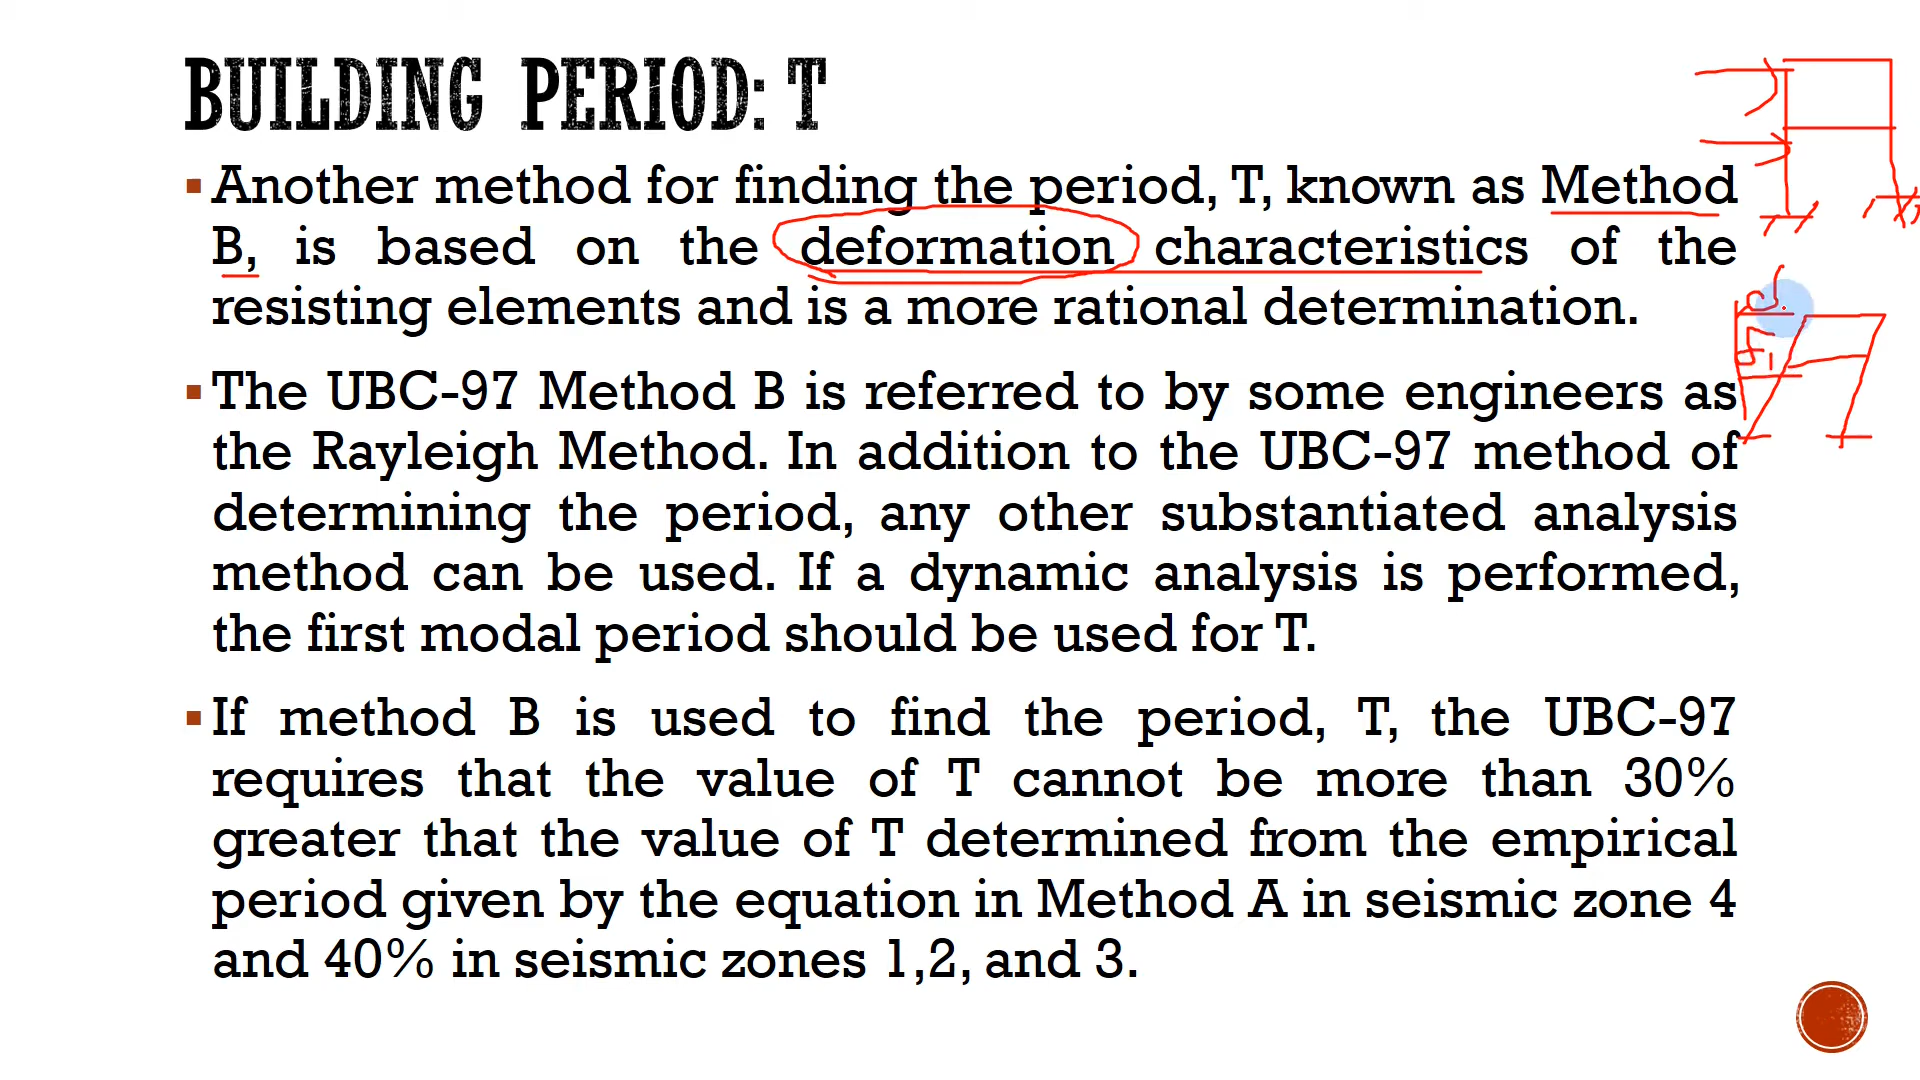 BUILDING PERIOD: T
▪Another method for finding the period, T, known as Method
B, is based on the deformation characteristics of the
resisting elements and is a more rational determination.
▪The UBC-97 Method B is referred to by some engineers as
the Rayleigh Method. In addition to the UBC-97 method of
determining the period, any other substantiated analysis
method can be used. If a dynamic analysis is performed,
the first modal period should be used for T.
▪If method B is used to find the period, T, the UBC-97
requires that the value of T cannot be more than 30%
greater that the value of T determined from the empirical
period given by the equation in Method A in seismic zone 4
and 40% in seismic zones 1,2, and 3.